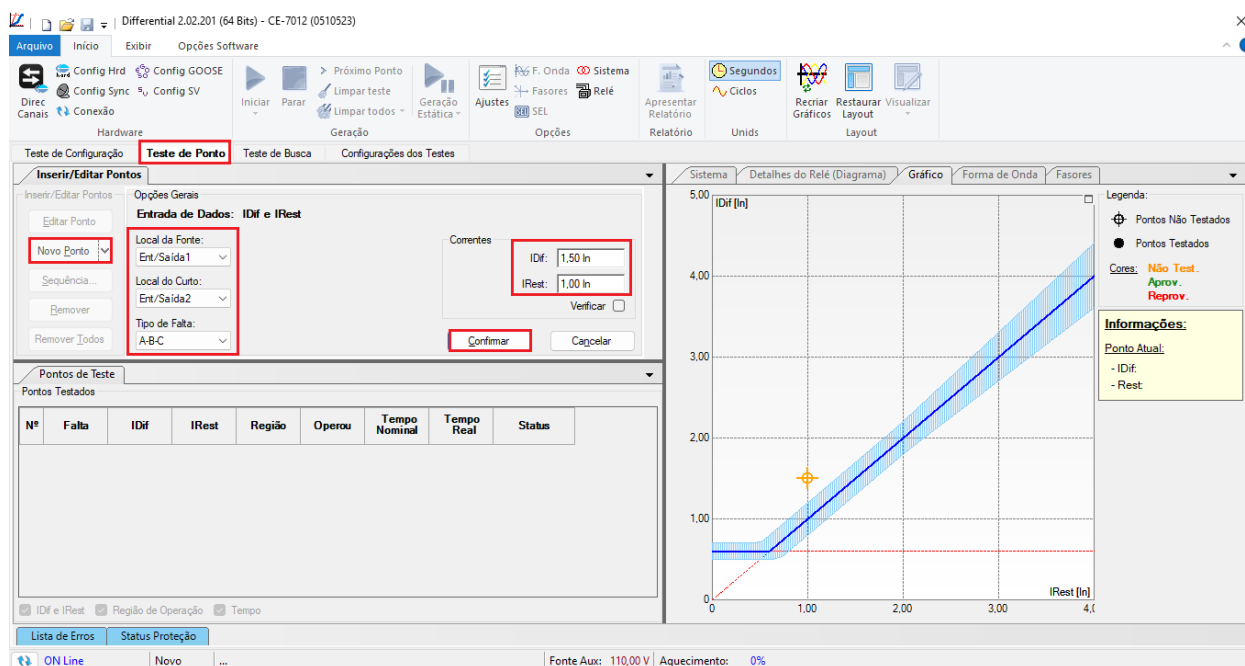 Differential 2.02.201 (64 Bits) - CE-7012 (0510523)
Arquivo Início Exibir Opções Software
Direc Canais
Config Hrd
Config Sync
Conexão
Config GOOSE
Config SV
Hardware
Iniciar
Parar
Próximo Ponto
Limpar teste
Limpar todos
Geração Estática
Geração
Ajustes
F. Onda
Fasores
SEL
Sistema
Relé
Opções
Apresentar Relatório
Relatório
Segundos
Ciclos
Unids
Recriar Gráficos
Restaurar Layout
Visualizar
Layout
Teste de Configuração Teste de Ponto Teste de Busca Configurações dos Testes
Inserir/Editar Pontos
Inserir/Editar Pontos
Editar Ponto
Novo Ponto
Sequência...
Remover
Remover Todos
Opções Gerais
Entrada de Dados: IDif e IRest
Local da Fonte:
Ent/Saída1
Local do Curto:
Ent/Saída2
Tipo de Falta:
A-B-C
Correntes
IDif: 1,50 In
IRest: 1,00 In
Verificar
Confirmar Cancelar
Pontos de Teste
Pontos Testados
Nº Falta IDif IRest Região Operou Tempo Nominal Tempo Real Status
IDif e IRest Região de Operação Tempo
Lista de Erros Status Proteção
ON Line Novo ... Fonte Aux: 110,00 V Aquecimento: 0%
Sistema Detalhes do Relé (Diagrama) Gráfico Forma de Onda Fasores
IDif [In]
5,00
4,00
3,00
2,00
1,00
0
IRest [In]
0 1,00 2,00 3,00 4,(
Legenda:
Pontos Não Testados
Pontos Testados
Cores: Não Test.
Aprov.
Reprov.
Informações:
Ponto Atual:
- IDif:
- Rest: